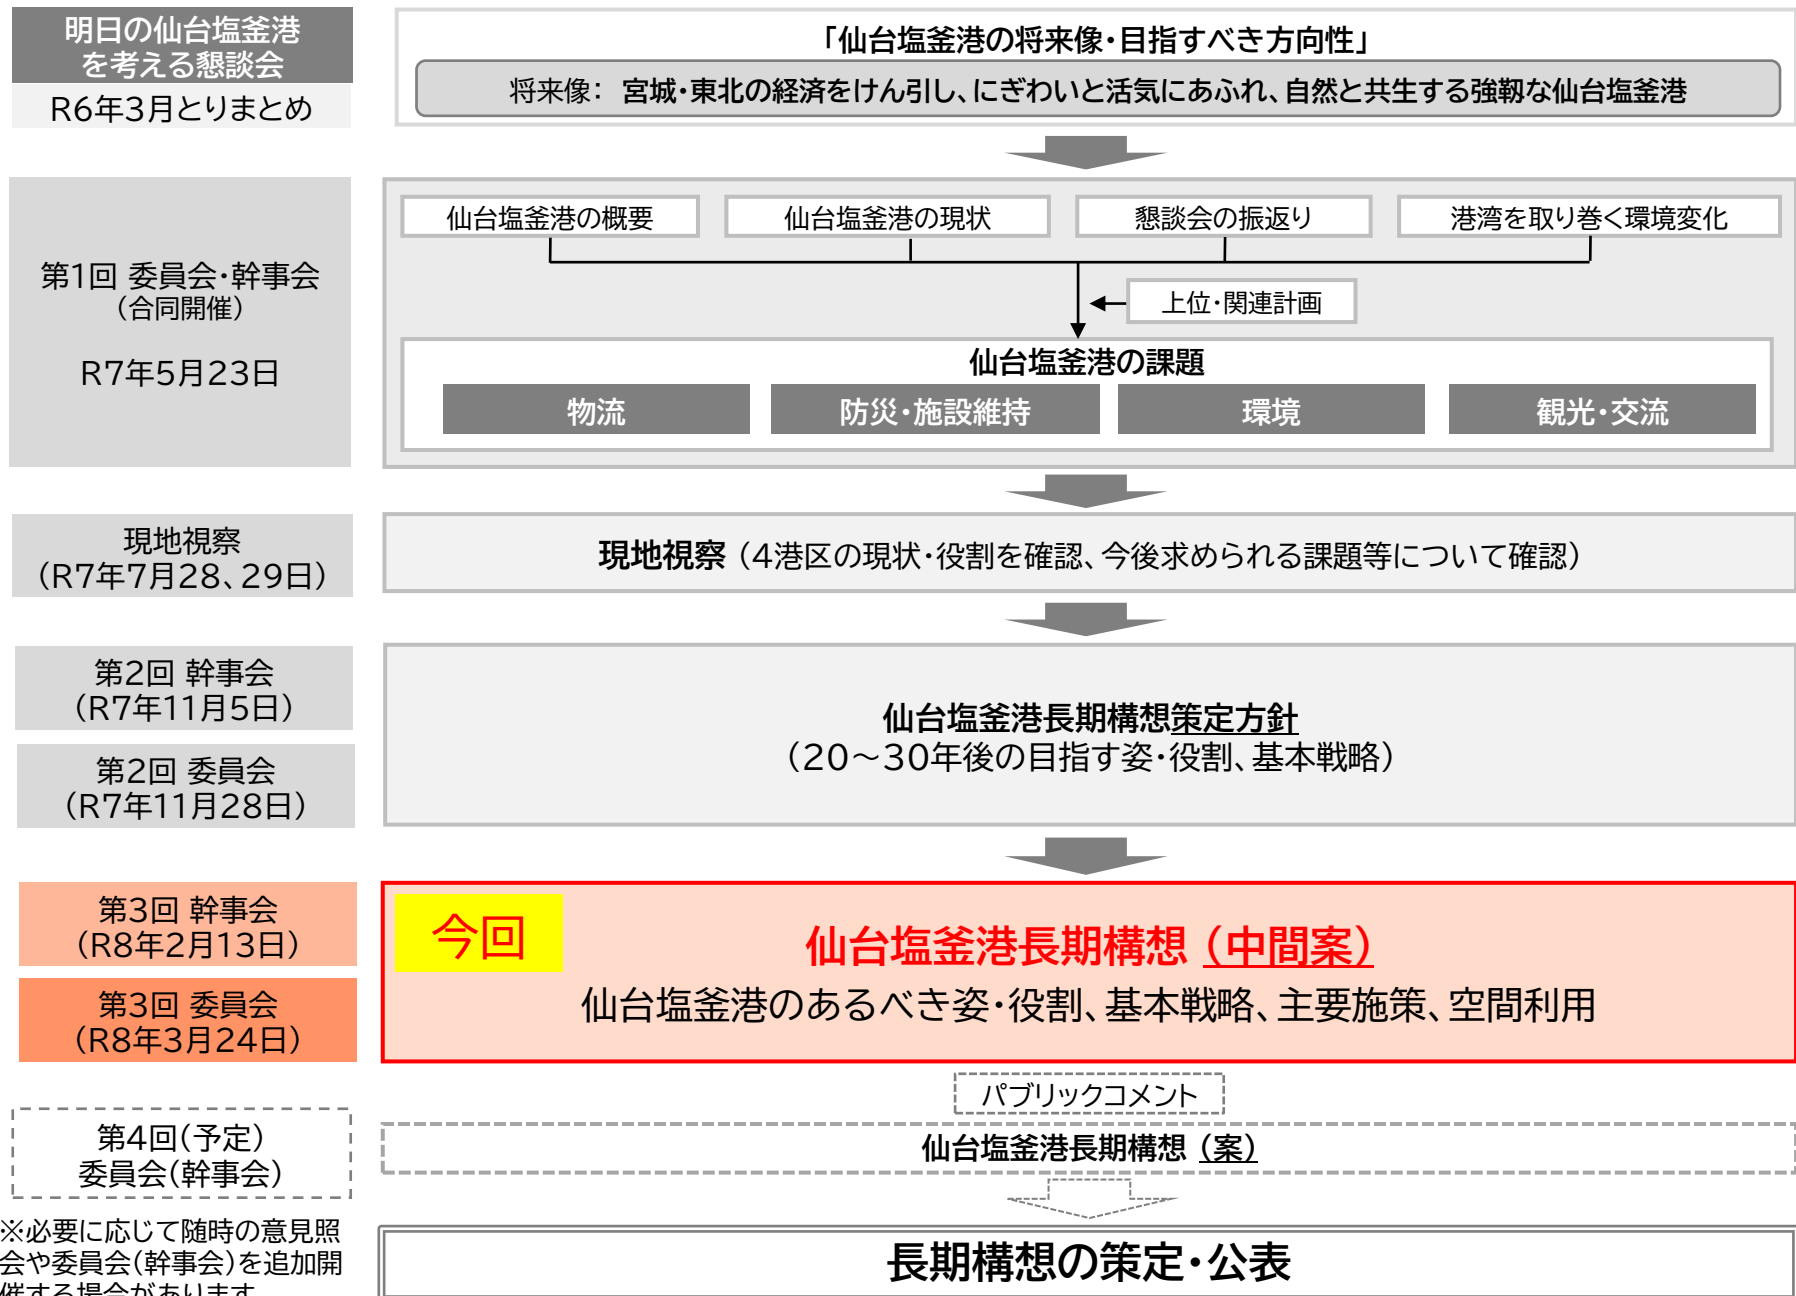 明日の仙台塩釜港
を考える懇談会
R6年3月とりまとめ
「仙台塩釜港の将来像・目指すべき方向性」
将来像： 宮城・東北の経済をけん引し、にぎわいと活気にあふれ、自然と共生する強靱な仙台塩釜港
第1回 委員会・幹事会
（合同開催）
R7年5月23日
仙台塩釜港の概要
仙台塩釜港の現状
懇談会の振返り
港湾を取り巻く環境変化
上位・関連計画
仙台塩釜港の課題
物流
防災・施設維持
環境
観光・交流
現地視察
（R7年7月28、29日）
現地視察（4港区の現状・役割を確認、今後求められる課題等について確認）
第2回 幹事会
（R7年11月5日）
第2回 委員会
（R7年11月28日）
仙台塩釜港長期構想策定方針
（20～30年後の目指す姿・役割、基本戦略）
第3回 幹事会
（R8年2月13日）
第3回 委員会
（R8年3月24日）
今回
仙台塩釜港長期構想（中間案）
仙台塩釜港のあるべき姿・役割、基本戦略、主要施策、空間利用
パブリックコメント
第4回（予定）
委員会（幹事会）
仙台塩釜港長期構想（案）
※必要に応じて随時の意見照
会や委員会（幹事会）を追加開
催する場合があります
長期構想の策定・公表